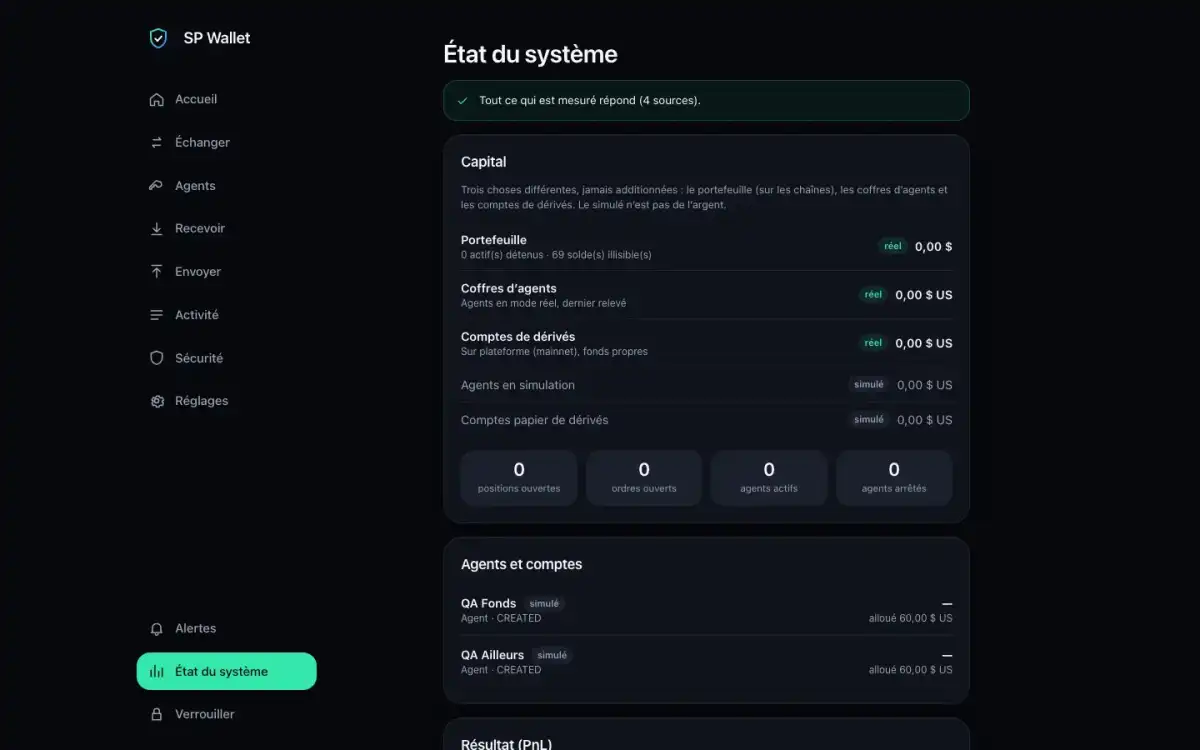 SP Wallet
Accueil
Échanger
Agents
Recevoir
Envoyer
Activité
Sécurité
Réglages
Alertes
État du système
Verrouiller
État du système
Tout ce qui est mesuré répond (4 sources).
Capital
Trois choses différentes, jamais additionnées : le portefeuille (sur les chaînes), les coffres d'agents et
les comptes de dérivés. Le simulé n'est pas de l'argent.
Portefeuille
réel 0,00 $
0 actif(s) détenus · 69 solde(s) illisible(s)
Coffres d'agents
réel 0,00 $ US
Agents en mode réel, dernier relevé
Comptes de dérivés
réel 0,00 $ US
Sur plateforme (mainnet), fonds propres
Agents en simulation simulé 0,00 $ US
Comptes papier de dérivés simulé 0,00 $ US
0 0 0 0
positions ouvertes ordres ouverts agents actifs agents arrêtés
Agents et comptes
QA Fonds simulé —
Agent · CREATED alloué 60,00 $ US
QA Ailleurs simulé —
Agent · CREATED alloué 60,00 $ US
Résultat (PnL)